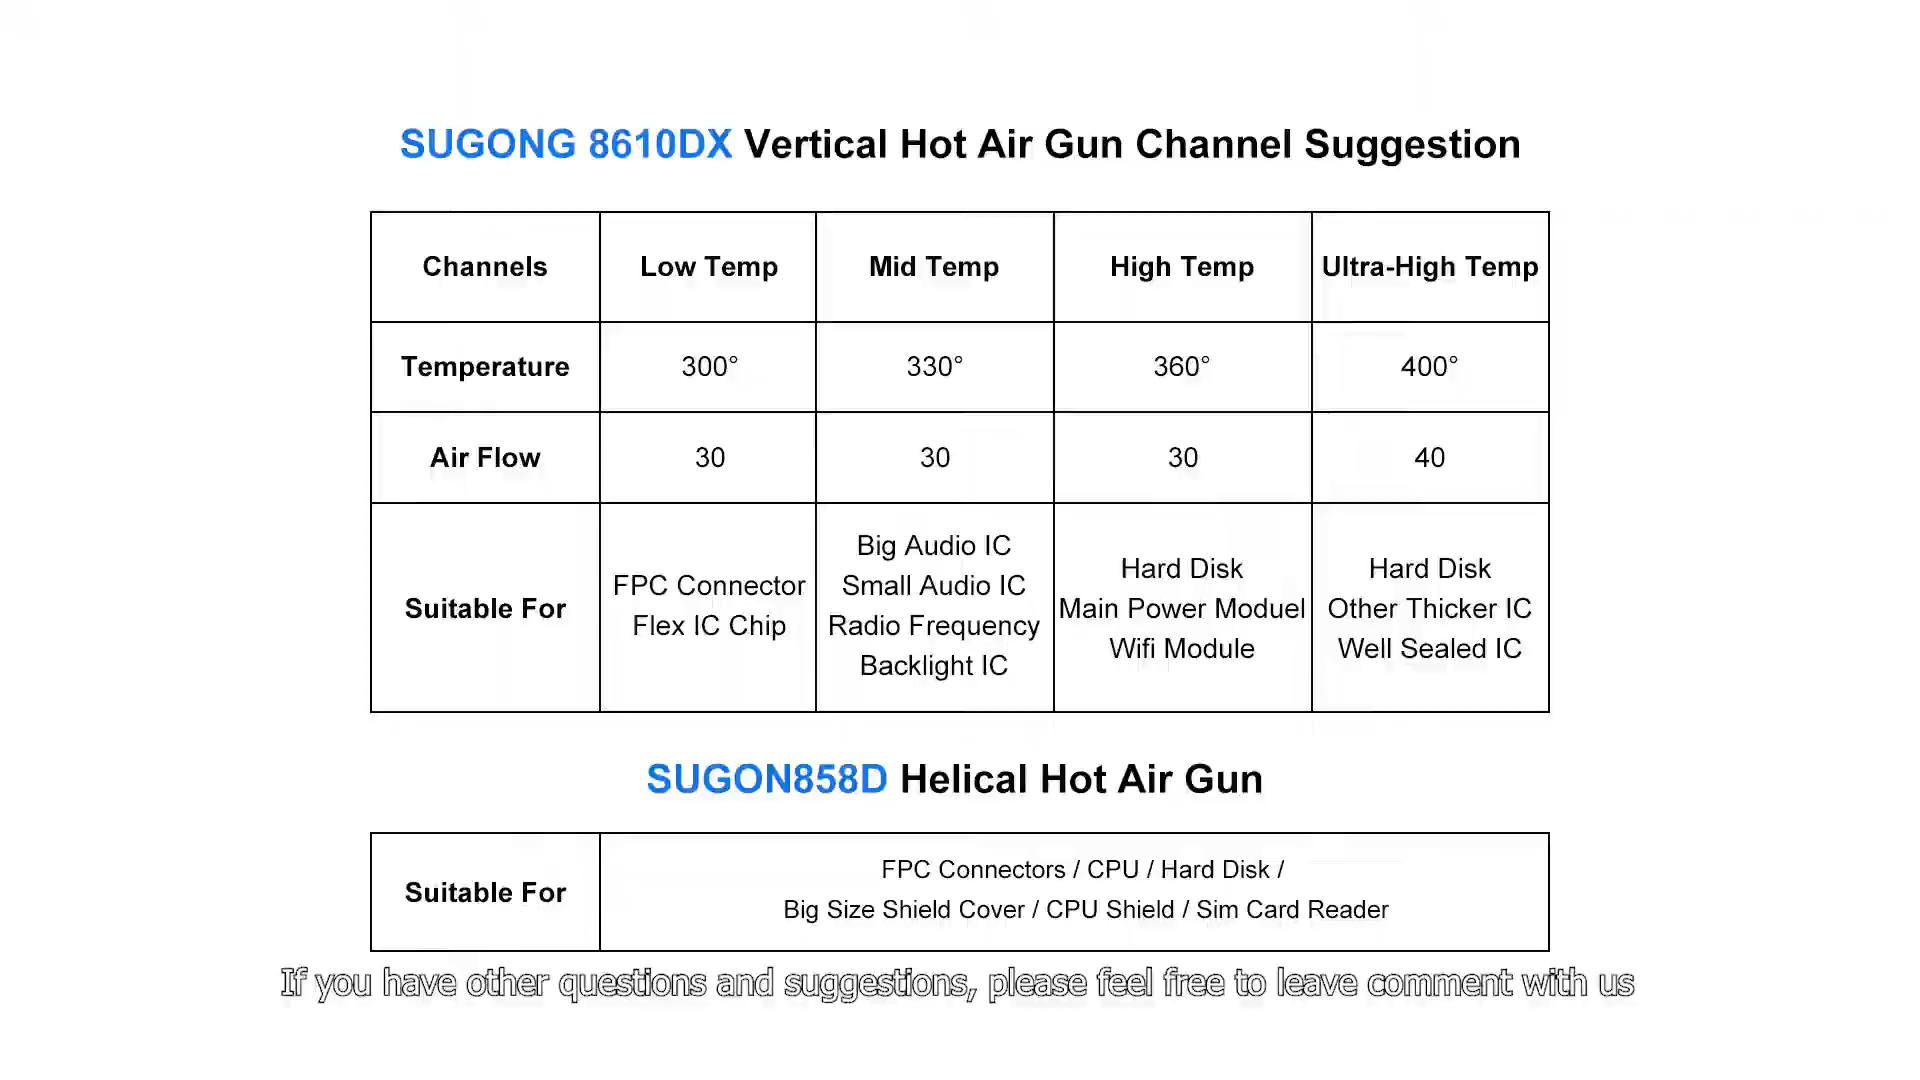 SUGONG 8610DX Vertical Hot Air Gun Channel Suggestion
Channels Low Temp Mid Temp High Temp Ultra-High Temp
Temperature 300° 330° 360° 400°
Air Flow 30 30 30 40
Suitable For
FPC Connector
Flex IC Chip
Big Audio IC
Small Audio IC
Radio Frequency
Backlight IC
Hard Disk
Main Power Moduel
Wifi Module
Hard Disk
Other Thicker IC
Well Sealed IC
SUGON858D Helical Hot Air Gun
Suitable For
FPC Connectors / CPU / Hard Disk /
Big Size Shield Cover / CPU Shield / Sim Card Reader
If you have other questions and suggestions, please feel free to leave comment with us